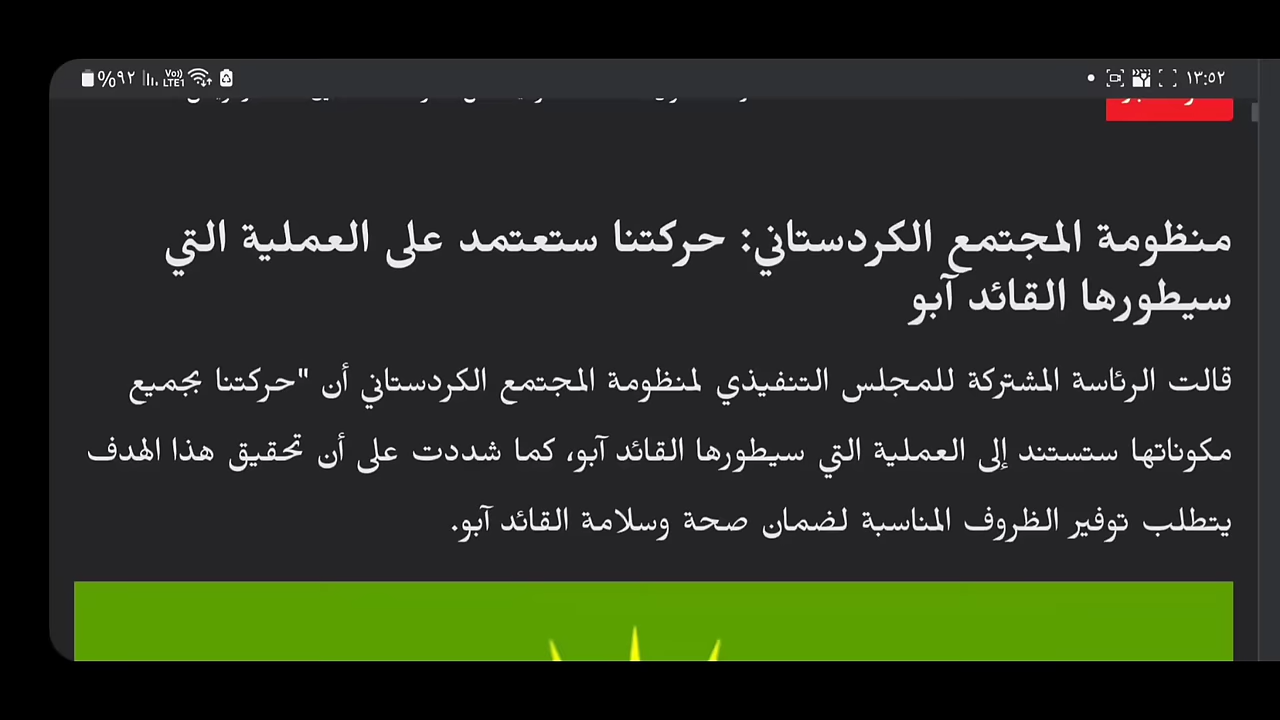 ١٣:٥٢
%٩٢
Vo)) LTE1
منظومة المجتمع الكردستاني: حركتنا ستعتمد على العملية التي
سيطورها القائد آبو
قالت الرئاسة المشتركة للمجلس التنفيذي لمنظومة المجتمع الكردستاني أن "حركتنا بجميع
مكوناتها ستستند إلى العملية التي سيطورها القائد آبو، كما شددت على أن تحقيق هذا الهدف
يتطلب توفير الظروف المناسبة لضمان صحة وسلامة القائد آبو.